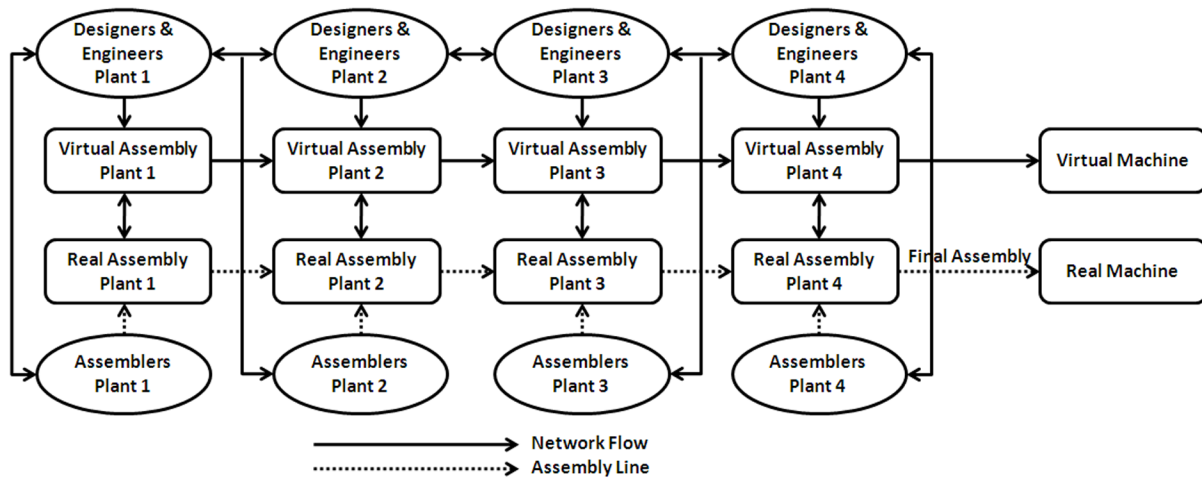 Designers &
Engineers
Plant 1
Designers &
Engineers
Plant 2
Designers &
Engineers
Plant 3
Designers &
Engineers
Plant 4
Virtual Assembly
Plant 1
Virtual Assembly
Plant 2
Virtual Assembly
Plant 3
Virtual Assembly
Plant 4
Virtual Machine
Real Assembly
Plant 1
Real Assembly
Plant 2
Real Assembly
Plant 3
Real Assembly
Plant 4
Final Assembly
Real Machine
Assemblers
Plant 1
Assemblers
Plant 2
Assemblers
Plant 3
Assemblers
Plant 4
Network Flow
Assembly Line